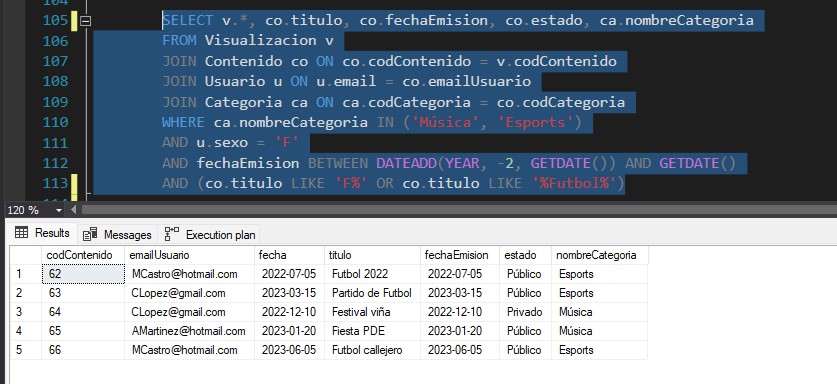 105 SELECT v.*, co.titulo, co.fechaEmision, co.estado, ca.nombreCategoria
106 FROM Visualizacion v
107 JOIN Contenido co ON co.codContenido = v.codContenido
108 JOIN Usuario u ON u.email = co.emailUsuario
109 JOIN Categoria ca ON ca.codCategoria = co.codCategoria
110 WHERE ca.nombreCategoria IN ('Música', 'Esports')
111 AND u.sexo = 'F'
112 AND fechaEmision BETWEEN DATEADD(YEAR, -2, GETDATE()) AND GETDATE()
113 AND (co.titulo LIKE 'F%' OR co.titulo LIKE '%Futbol%')
120 %
Results Messages Execution plan
codContenido emailUsuario fecha titulo fechaEmision estado nombreCategoria
1 62 MCastro@hotmail.com 2022-07-05 Futbol 2022 2022-07-05 Público Esports
2 63 CLopez@gmail.com 2023-03-15 Partido de Futbol 2023-03-15 Público Esports
3 64 CLopez@gmail.com 2022-12-10 Festival viña 2022-12-10 Privado Música
4 65 AMartinez@hotmail.com 2023-01-20 Fiesta PDE 2023-01-20 Público Música
5 66 MCastro@hotmail.com 2023-06-05 Futbol callejero 2023-06-05 Público Esports